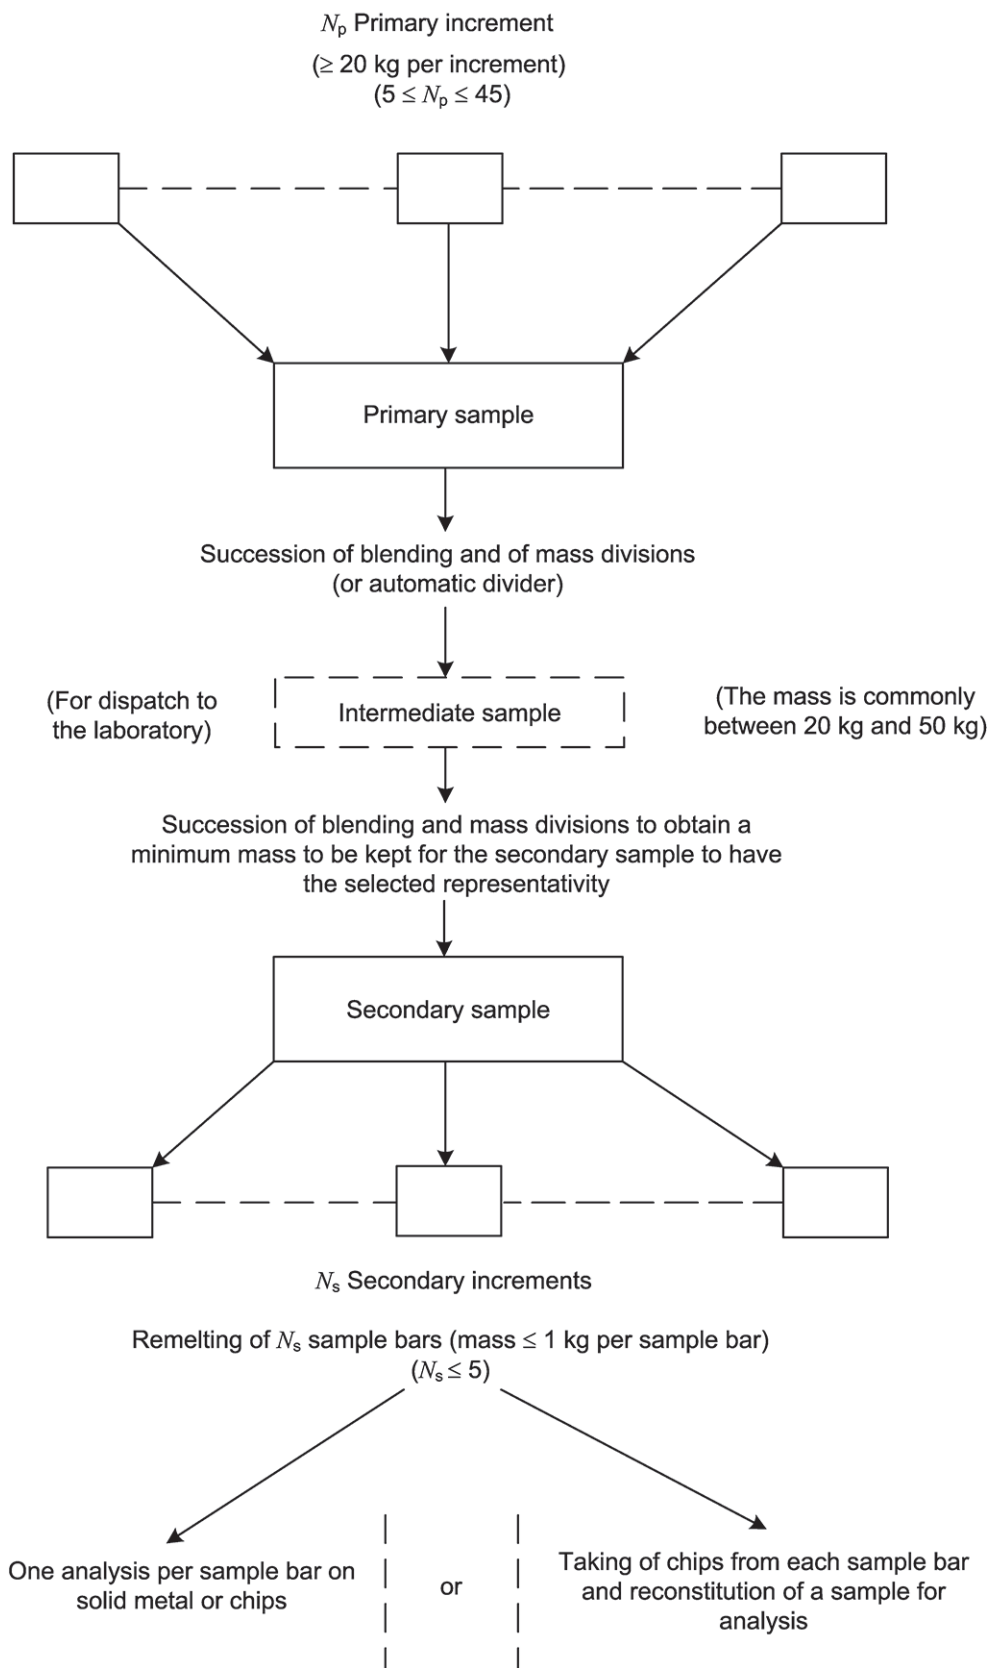 Np Primary increment
(≥ 20 kg per increment)
(5 ≤ Np ≤ 45)
Primary sample
Succession of blending and of mass divisions
(or automatic divider)
(For dispatch to
the laboratory)
Intermediate sample
(The mass is commonly
between 20 kg and 50 kg)
Succession of blending and mass divisions to obtain a
minimum mass to be kept for the secondary sample to have
the selected representativity
Secondary sample
Ns Secondary increments
Remelting of Ns sample bars (mass ≤ 1 kg per sample bar)
(Ns ≤ 5)
One analysis per sample bar on
solid metal or chips
or
Taking of chips from each sample bar
and reconstitution of a sample for
analysis